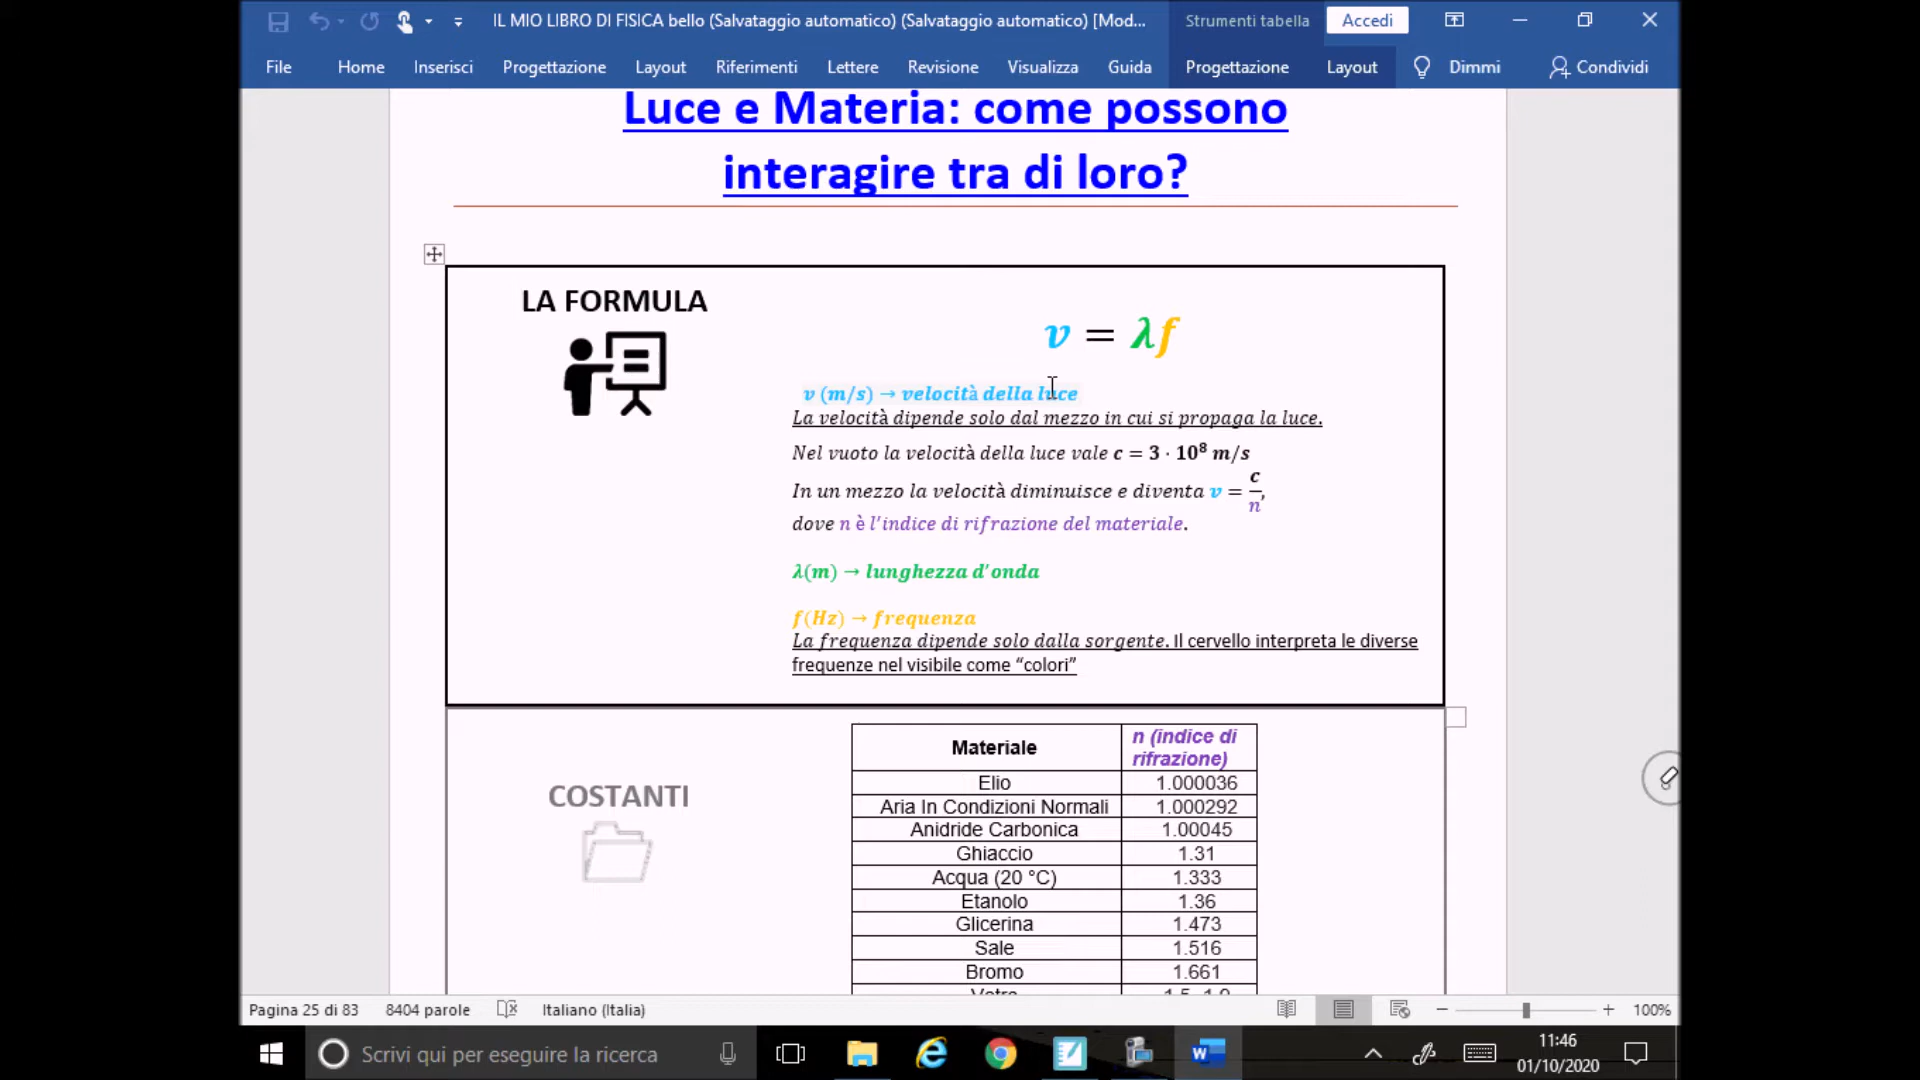 IL MIO LIBRO DI FISICA bello (Salvataggio automatico) (Salvataggio automatico) [Mod...
Strumenti tabella
Accedi
File Home Inserisci Progettazione Layout Riferimenti Lettere Revisione Visualizza Guida Progettazione Layout Dimmi Condividi
Luce e Materia: come possono
interagire tra di loro?
LA FORMULA
v = λf
v (m/s) → velocità della luce
La velocità dipende solo dal mezzo in cui si propaga la luce.
Nel vuoto la velocità della luce vale c = 3 · 10⁸ m/s
In un mezzo la velocità diminuisce e diventa v = c/n,
dove n è l'indice di rifrazione del materiale.
λ(m) → lunghezza d'onda
f(Hz) → frequenza
La frequenza dipende solo dalla sorgente. Il cervello interpreta le diverse
frequenze nel visibile come “colori”
COSTANTI
Materiale n (indice di
rifrazione)
Elio 1.000036
Aria In Condizioni Normali 1.000292
Anidride Carbonica 1.00045
Ghiaccio 1.31
Acqua (20 °C) 1.333
Etanolo 1.36
Glicerina 1.473
Sale 1.516
Bromo 1.661
Pagina 25 di 83 8404 parole Italiano (Italia) 100%
Scrivi qui per eseguire la ricerca
11:46
01/10/2020